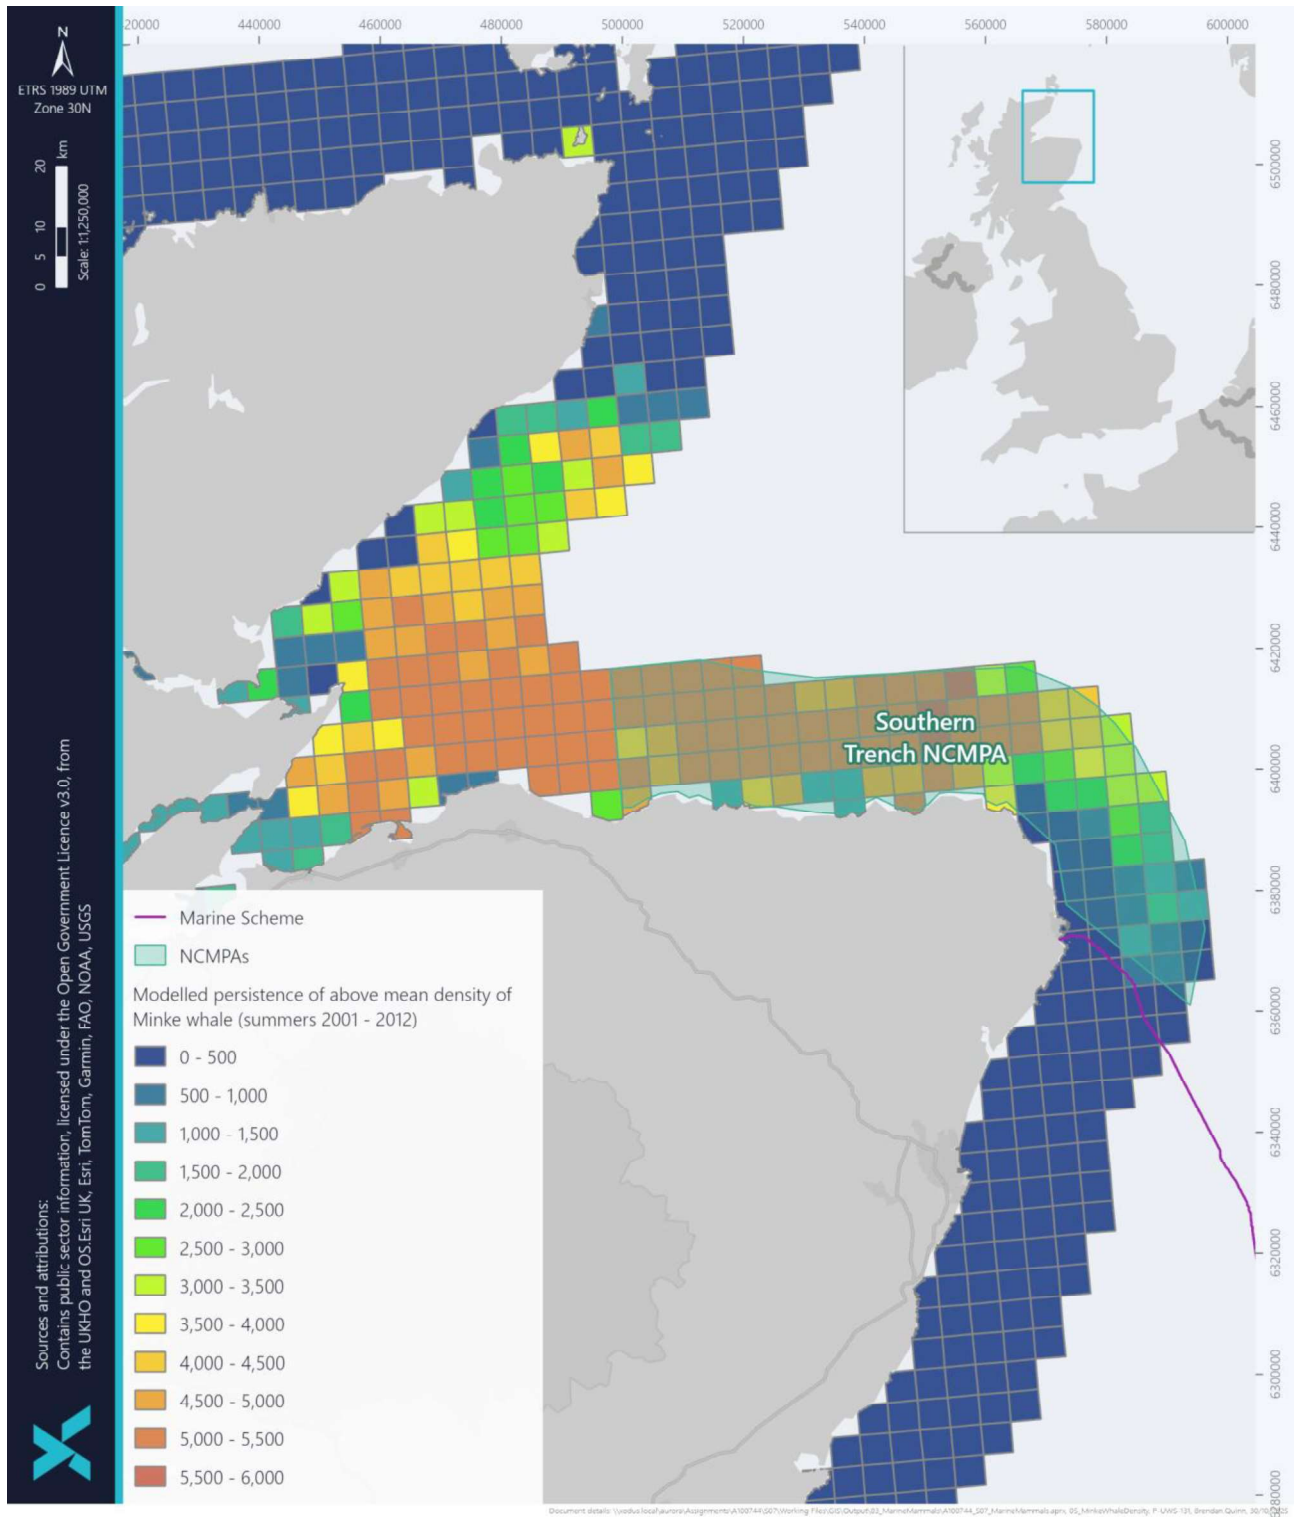 20000
440000
460000
480000
500000
520000
540000
560000
580000
600000
N
ETRS 1989 UTM
Zone 30N
0 5 10 20
km
Scale: 1:1,250,000
6500000
6480000
6460000
6440000
6420000
6400000
6380000
6360000
6340000
6320000
6300000
6280000
Southern
Trench NCMPA
Marine Scheme
NCMPAs
Modelled persistence of above mean density of
Minke whale (summers 2001 - 2012)
0 - 500
500 - 1,000
1,000 - 1,500
1,500 - 2,000
2,000 - 2,500
2,500 - 3,000
3,000 - 3,500
3,500 - 4,000
4,000 - 4,500
4,500 - 5,000
5,000 - 5,500
5,500 - 6,000
Sources and attributions:
Contains public sector information, licensed under the Open Government Licence v3.0, from
the UKHO and OS.Esri UK, Esri, TomTom, Garmin, FAO, NOAA, USGS